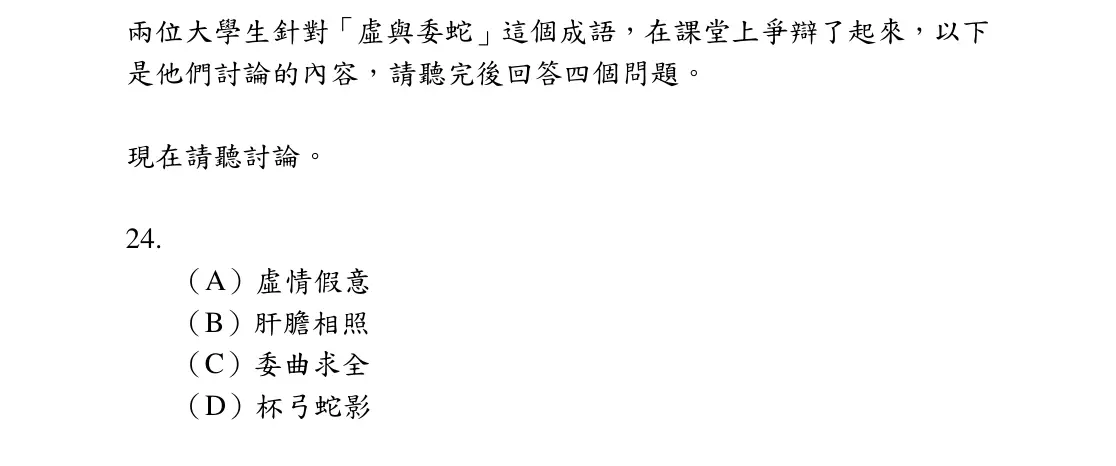 兩位大學生針對「虛與委蛇」這個成語，在課堂上爭辯了起來，以下
是他們討論的內容，請聽完後回答四個問題。
現在請聽討論。
24.
（A）虛情假意
（B）肝膽相照
（C）委曲求全
（D）杯弓蛇影